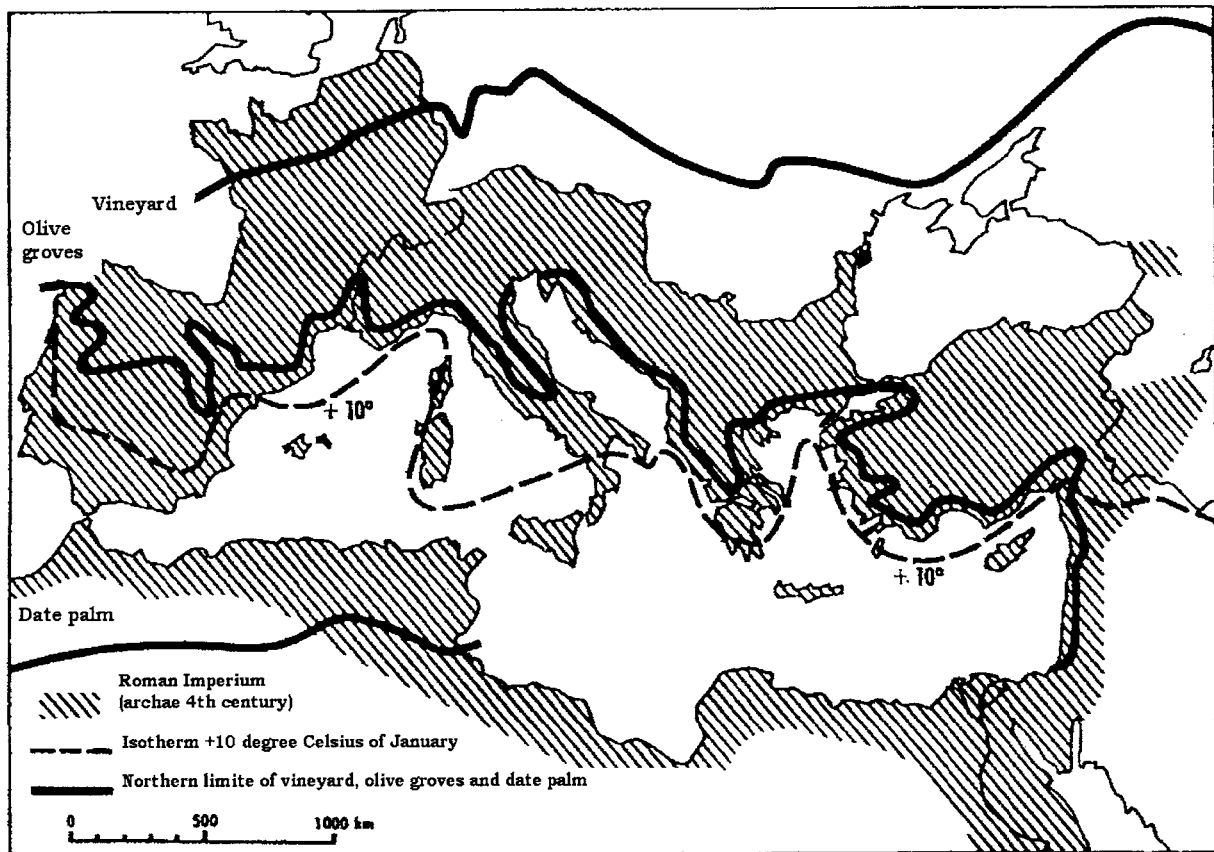 Vineyard
Olive
groves
+ 10°
+ 10°
Date palm
Roman Imperium
(archae 4th century)
Isotherm +10 degree Celsius of January
Northern limite of vineyard, olive groves and date palm
0 500 1000 km